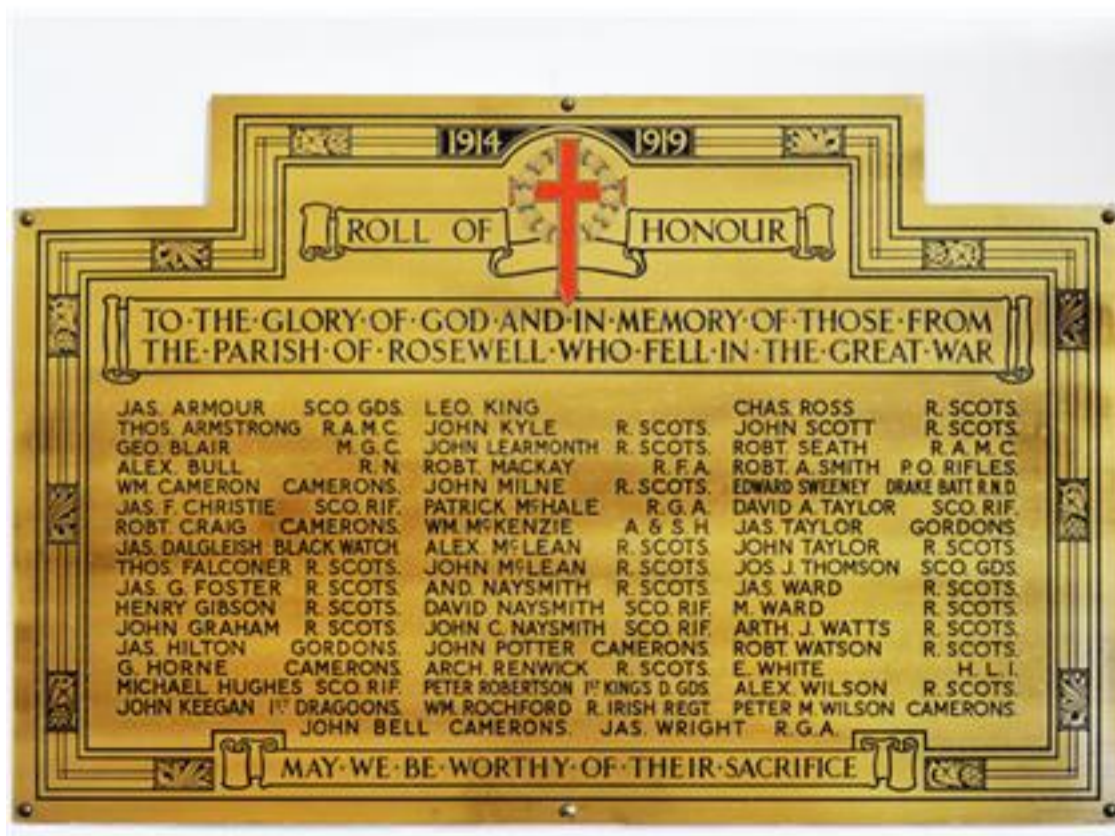 1914 1919
ROLL OF HONOUR
TO·THE·GLORY·OF·GOD·AND·IN·MEMORY·OF·THOSE·FROM
THE·PARISH·OF·ROSEWELL·WHO·FELL·IN·THE·GREAT·WAR
JAS. ARMOUR SCO. GDS.
THOS. ARMSTRONG R.A.M.C.
GEO. BLAIR M.G.C.
ALEX. BULL R.N.
WM. CAMERON CAMERONS.
JAS. F. CHRISTIE SCO. RIF.
ROBT. CRAIG CAMERONS.
JAS. DALGLEISH BLACK WATCH.
THOS. FALCONER R. SCOTS.
JAS. G. FOSTER R. SCOTS.
HENRY GIBSON R. SCOTS.
JOHN GRAHAM R. SCOTS.
JAS. HILTON GORDONS.
G. HORNE CAMERONS.
MICHAEL HUGHES SCO. RIF.
JOHN KEEGAN 1ST DRAGOONS.
LEO. KING
JOHN KYLE R. SCOTS.
JOHN LEARMONTH R. SCOTS.
ROBT. MACKAY R.F.A.
JOHN MILNE R. SCOTS.
PATRICK McHALE R.G.A.
WM. McKENZIE A & S.H.
ALEX. McLEAN R. SCOTS.
JOHN McLEAN R. SCOTS.
AND. NAYSMITH R. SCOTS.
DAVID NAYSMITH SCO. RIF.
JOHN C. NAYSMITH SCO. RIF.
JOHN POTTER CAMERONS.
ARCH. RENWICK R. SCOTS.
PETER ROBERTSON 1ST KING'S D. GDS.
WM. ROCHFORD R. IRISH REGT.
CHAS. ROSS R. SCOTS.
JOHN SCOTT R. SCOTS.
ROBT. SEATH R.A.M.C.
ROBT. A. SMITH P.O. RIFLES.
EDWARD SWEENEY DRAKE BATT. R.N.D.
DAVID A. TAYLOR SCO. RIF.
JAS. TAYLOR GORDONS.
JOHN TAYLOR R. SCOTS.
JOS. J. THOMSON SCO. GDS.
JAS. WARD R. SCOTS.
M. WARD R. SCOTS.
ARTH. J. WATTS R. SCOTS.
ROBT. WATSON R. SCOTS.
E. WHITE H.L.I.
ALEX. WILSON R. SCOTS.
PETER M. WILSON CAMERONS.
JOHN BELL CAMERONS. JAS. WRIGHT R.G.A.
MAY·WE·BE·WORTHY·OF·THEIR·SACRIFICE